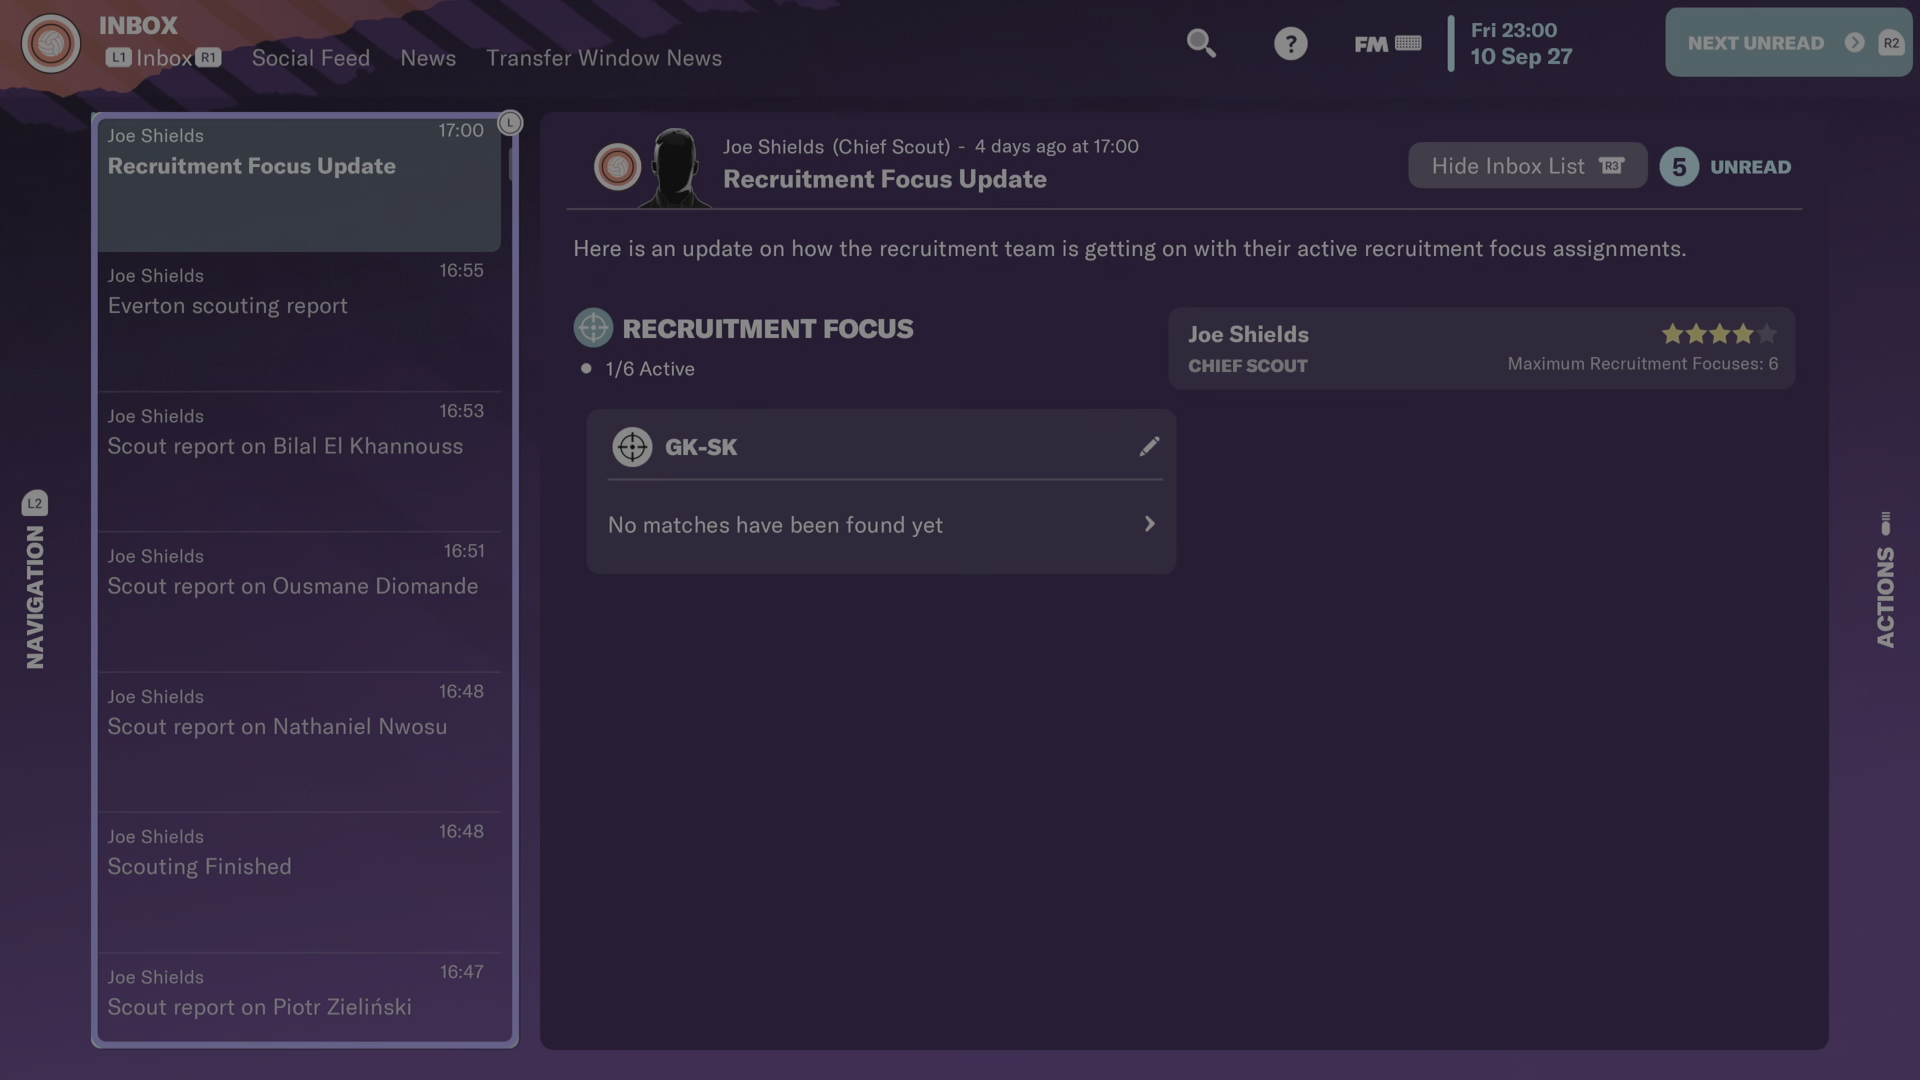 INBOX
L1 Inbox R1 Social Feed News Transfer Window News
?
FM
Fri 23:00
10 Sep 27
NEXT UNREAD R2
L2
NAVIGATION
L
Joe Shields 17:00
Recruitment Focus Update
Joe Shields 16:55
Everton scouting report
Joe Shields 16:53
Scout report on Bilal El Khannouss
Joe Shields 16:51
Scout report on Ousmane Diomande
Joe Shields 16:48
Scout report on Nathaniel Nwosu
Joe Shields 16:48
Scouting Finished
Joe Shields 16:47
Scout report on Piotr Zieliński
Joe Shields (Chief Scout) - 4 days ago at 17:00
Recruitment Focus Update
Hide Inbox List R3
5 UNREAD
Here is an update on how the recruitment team is getting on with their active recruitment focus assignments.
RECRUITMENT FOCUS
• 1/6 Active
Joe Shields
CHIEF SCOUT
Maximum Recruitment Focuses: 6
GK-SK
No matches have been found yet
ACTIONS